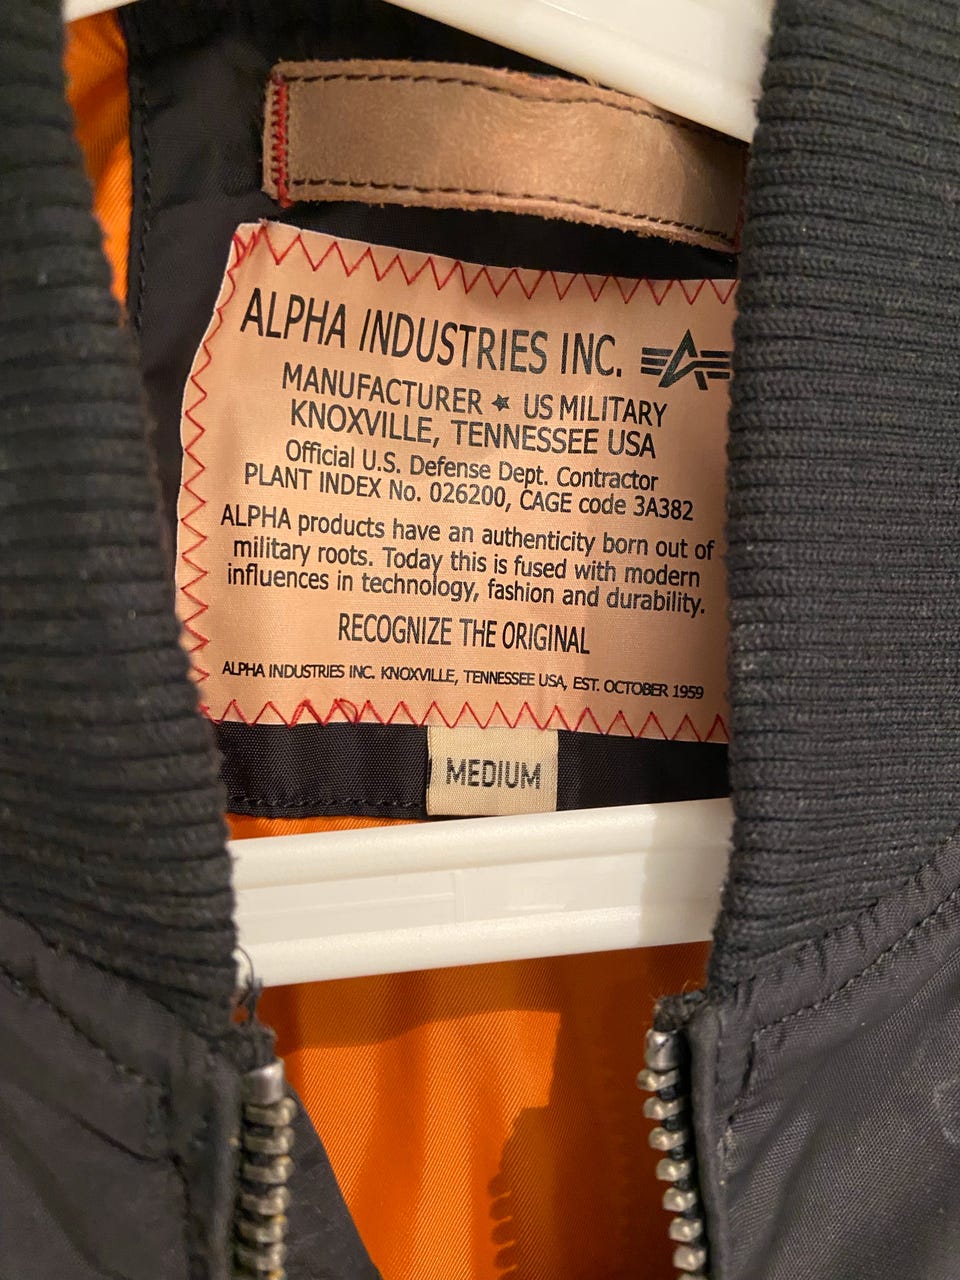 ALPHA INDUSTRIES INC.
MANUFACTURER ★ US MILITARY
KNOXVILLE, TENNESSEE USA
Official U.S. Defense Dept. Contractor
PLANT INDEX No. 026200, CAGE code 3A382
ALPHA products have an authenticity born out of
military roots. Today this is fused with modern
influences in technology, fashion and durability.
RECOGNIZE THE ORIGINAL
ALPHA INDUSTRIES INC. KNOXVILLE, TENNESSEE USA, EST. OCTOBER 1959
MEDIUM